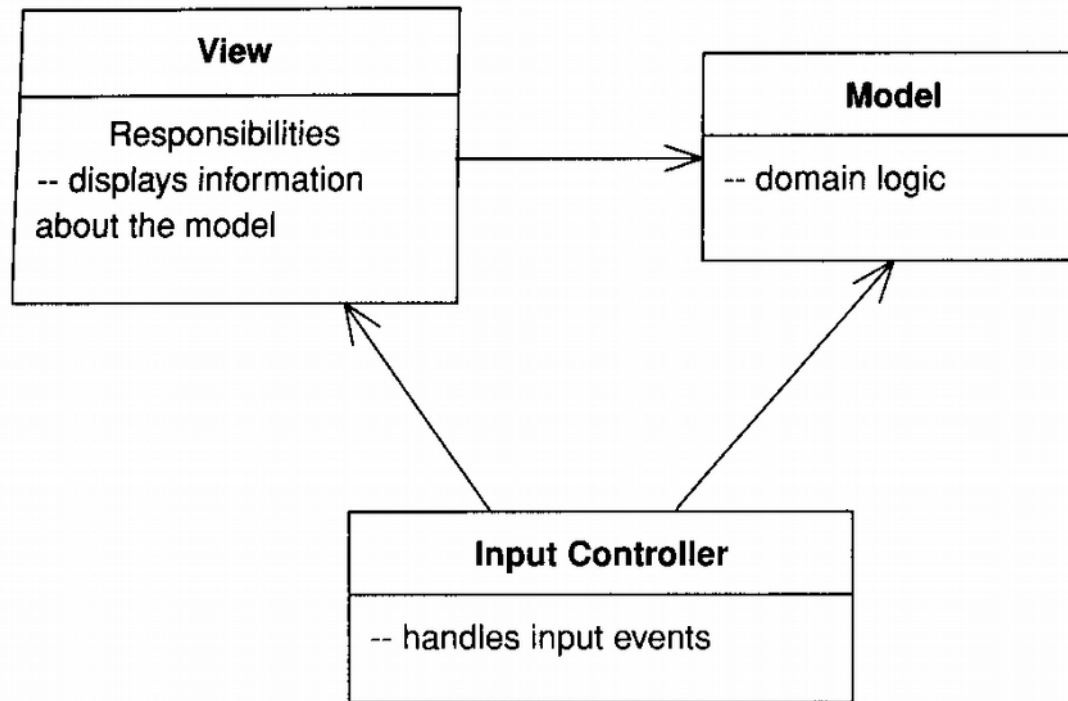 View
Responsibilities
-- displays information
about the model
Model
-- domain logic
Input Controller
-- handles input events